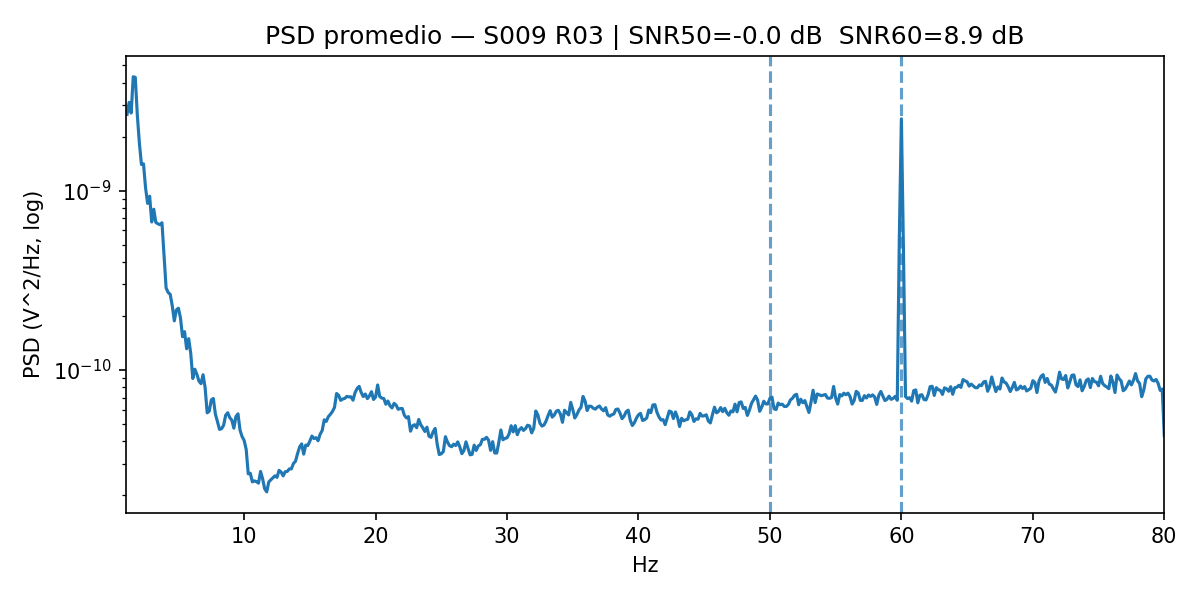 PSD promedio — S009 R03 | SNR50=-0.0 dB  SNR60=8.9 dB
PSD (V^2/Hz, log)
10⁻⁹
10⁻¹⁰
10 20 30 40 50 60 70 80
Hz